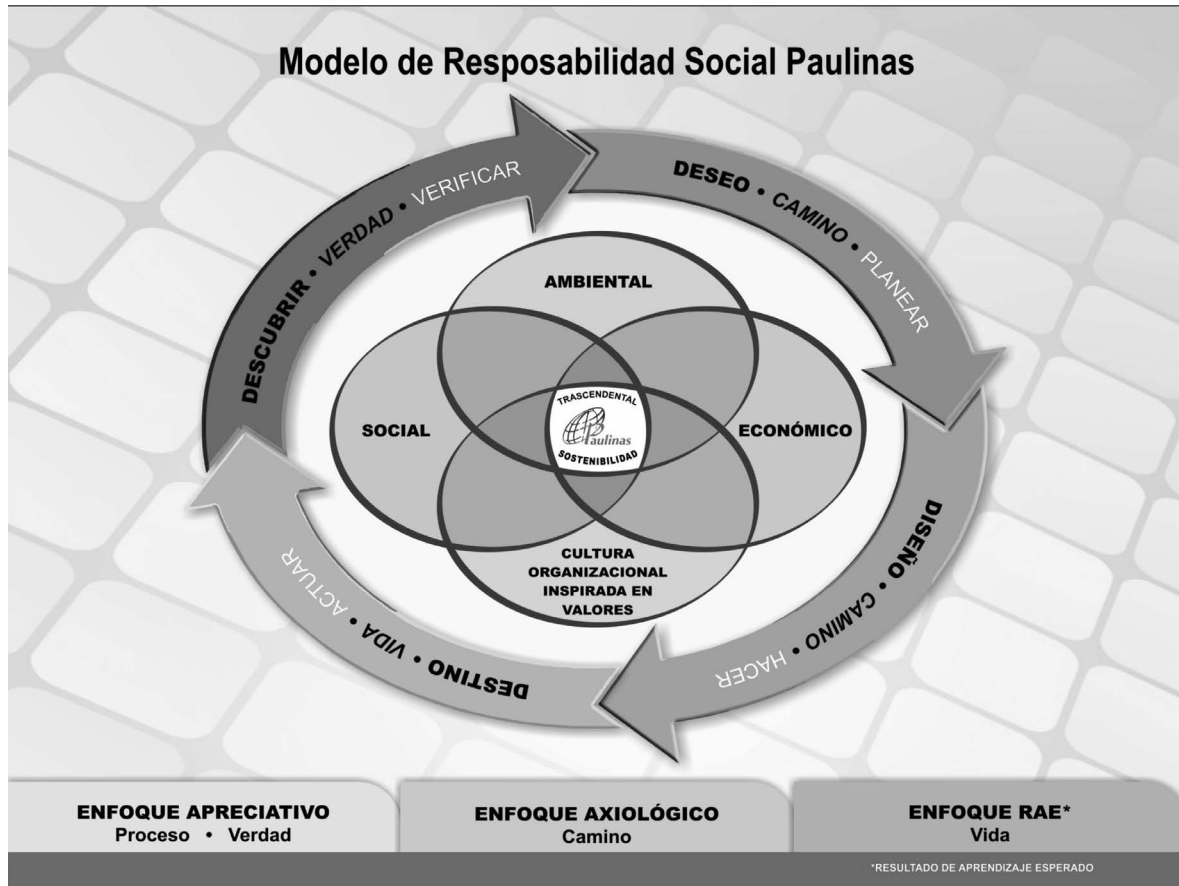 Modelo de Resposabilidad Social Paulinas
DESCUBRIR • VERDAD • VERIFICAR
DESEO • CAMINO • PLANEAR
DISEÑO • CAMINO • HACER
DESTINO • VIDA • ACTUAR
AMBIENTAL
SOCIAL
TRASCENDENTAL
Paulinas
SOSTENIBILIDAD
ECONÓMICO
CULTURA
ORGANIZACIONAL
INSPIRADA EN
VALORES
ENFOQUE APRECIATIVO
Proceso • Verdad
ENFOQUE AXIOLÓGICO
Camino
ENFOQUE RAE*
Vida
*RESULTADO DE APRENDIZAJE ESPERADO